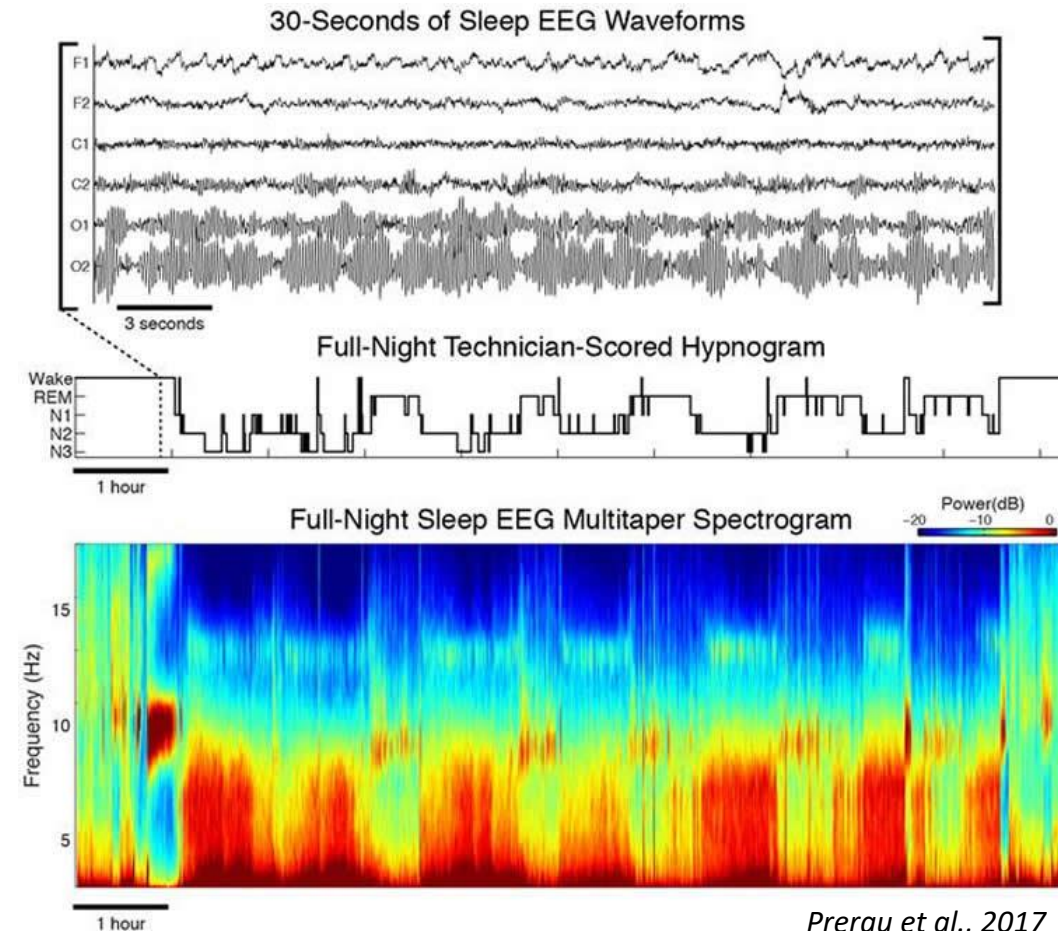 30-Seconds of Sleep EEG Waveforms
F1
F2
C1
C2
O1
O2
3 seconds
Full-Night Technician-Scored Hypnogram
Wake
REM
N1
N2
N3
1 hour
Full-Night Sleep EEG Multitaper Spectrogram
Power(dB)
−20 −10 0
15
10
5
Frequency (Hz)
1 hour
Prerau et al., 2017